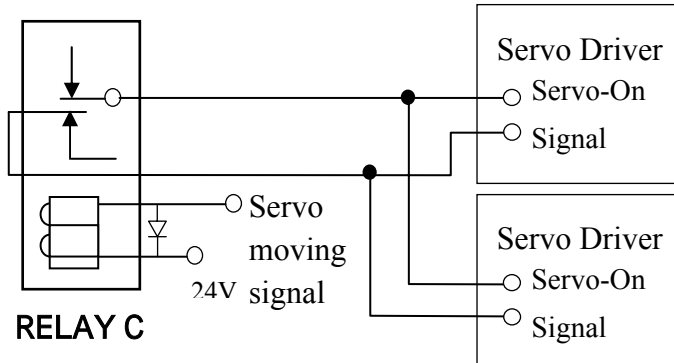 Servo Driver
Servo-On
Signal
Servo
moving
signal
24V
RELAY C
Servo Driver
Servo-On
Signal